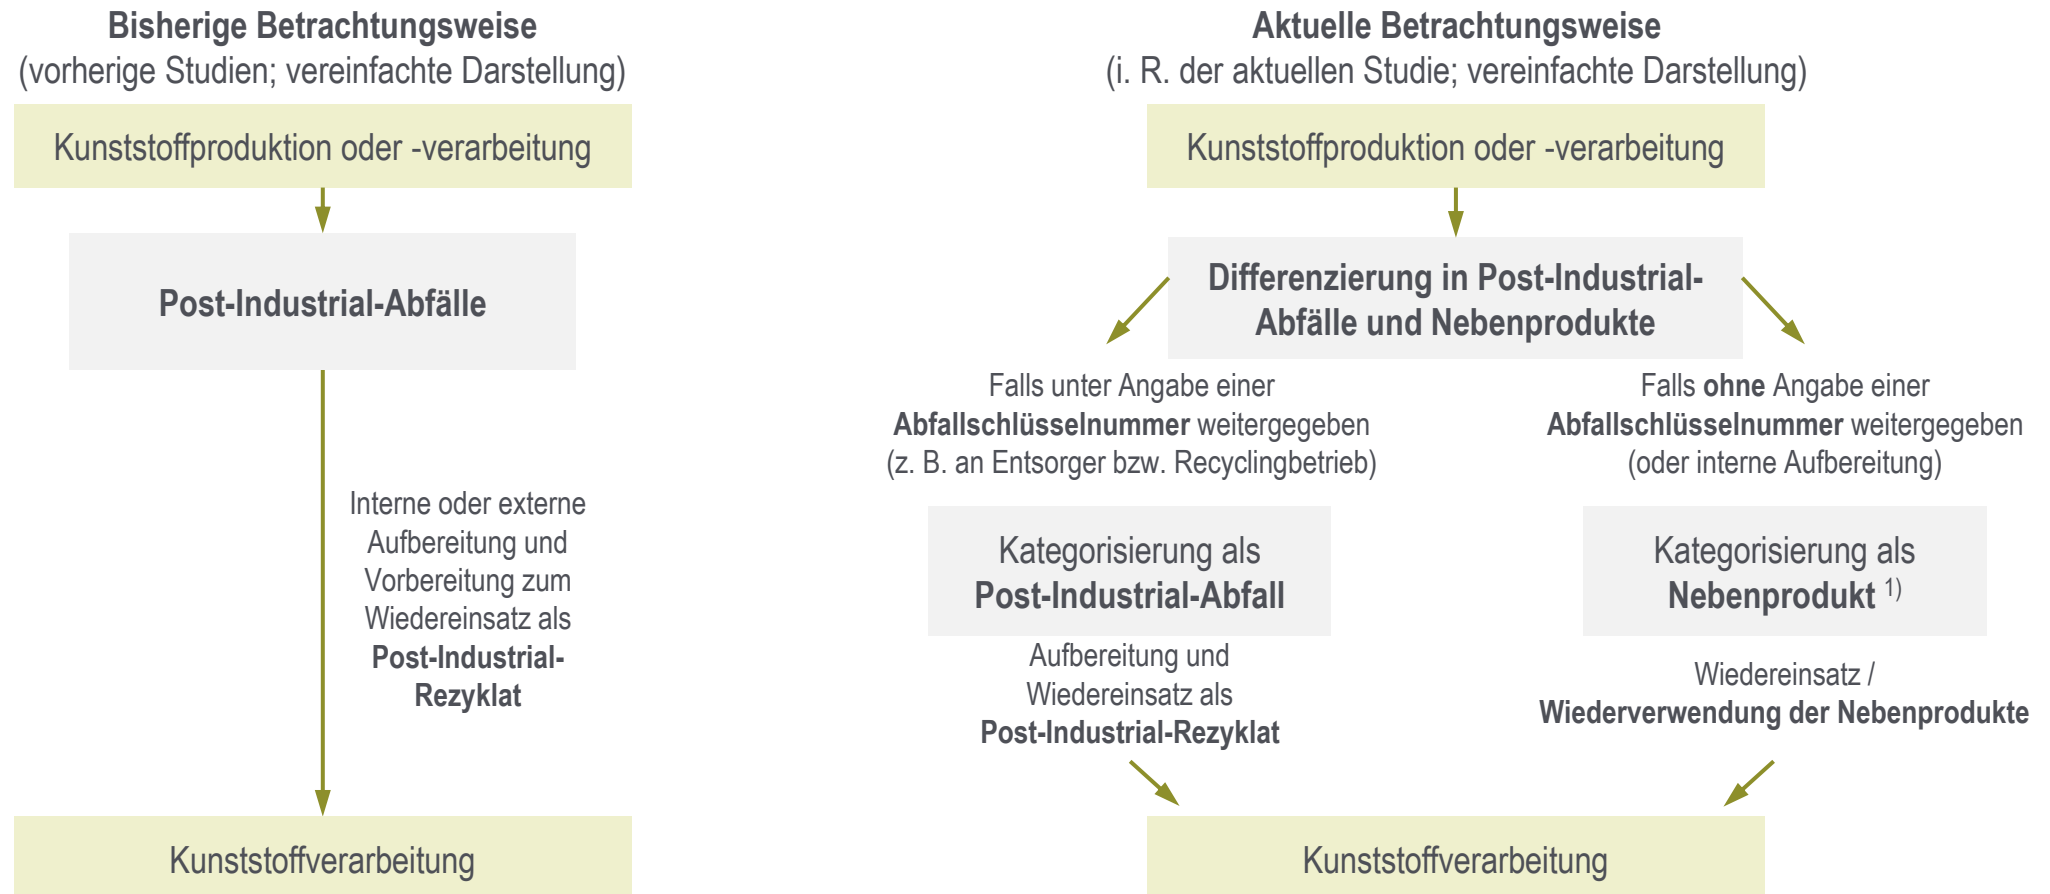 Bisherige Betrachtungsweise
(vorherige Studien; vereinfachte Darstellung)
Kunststoffproduktion oder -verarbeitung
Post-Industrial-Abfälle
Interne oder externe
Aufbereitung und
Vorbereitung zum
Wiedereinsatz als
Post-Industrial-
Rezyklat
Kunststoffverarbeitung
Aktuelle Betrachtungsweise
(i. R. der aktuellen Studie; vereinfachte Darstellung)
Kunststoffproduktion oder -verarbeitung
Differenzierung in Post-Industrial-
Abfälle und Nebenprodukte
Falls unter Angabe einer
Abfallschlüsselnummer weitergegeben
(z. B. an Entsorger bzw. Recyclingbetrieb)
Kategorisierung als
Post-Industrial-Abfall
Aufbereitung und
Wiedereinsatz als
Post-Industrial-Rezyklat
Falls ohne Angabe einer
Abfallschlüsselnummer weitergegeben
(oder interne Aufbereitung)
Kategorisierung als
Nebenprodukt 1)
Wiedereinsatz /
Wiederverwendung der Nebenprodukte
Kunststoffverarbeitung